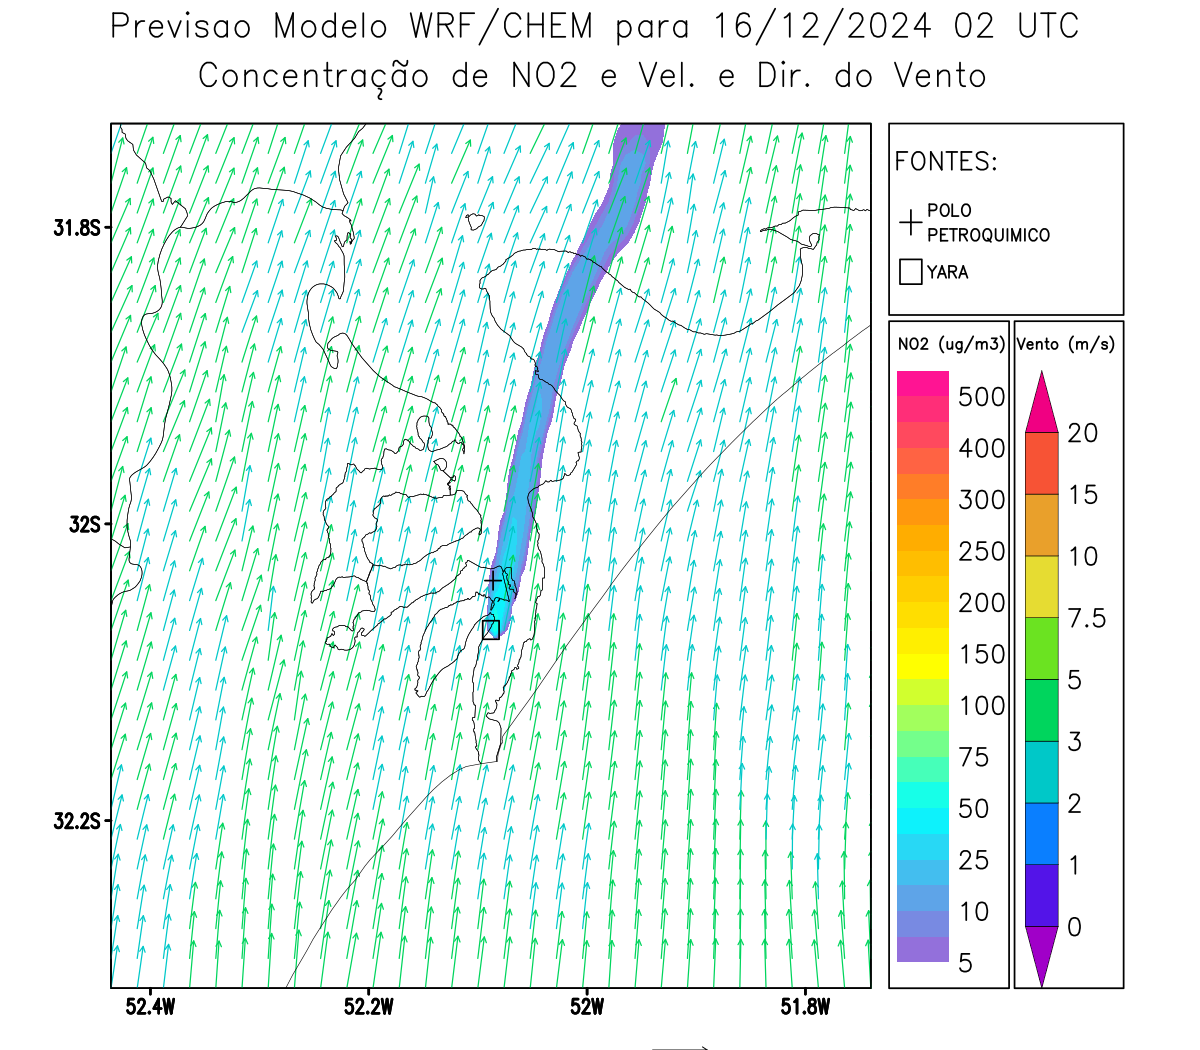 Previsao Modelo WRF/CHEM para 16/12/2024 02 UTC
Concentração de NO2 e Vel. e Dir. do Vento
FONTES:
POLO
PETROQUIMICO
YARA
NO2 (ug/m3)
500
400
300
250
200
150
100
75
50
25
10
5
Vento (m/s)
20
15
10
7.5
5
3
2
1
0
31.8S
32S
32.2S
52.4W
52.2W
52W
51.8W